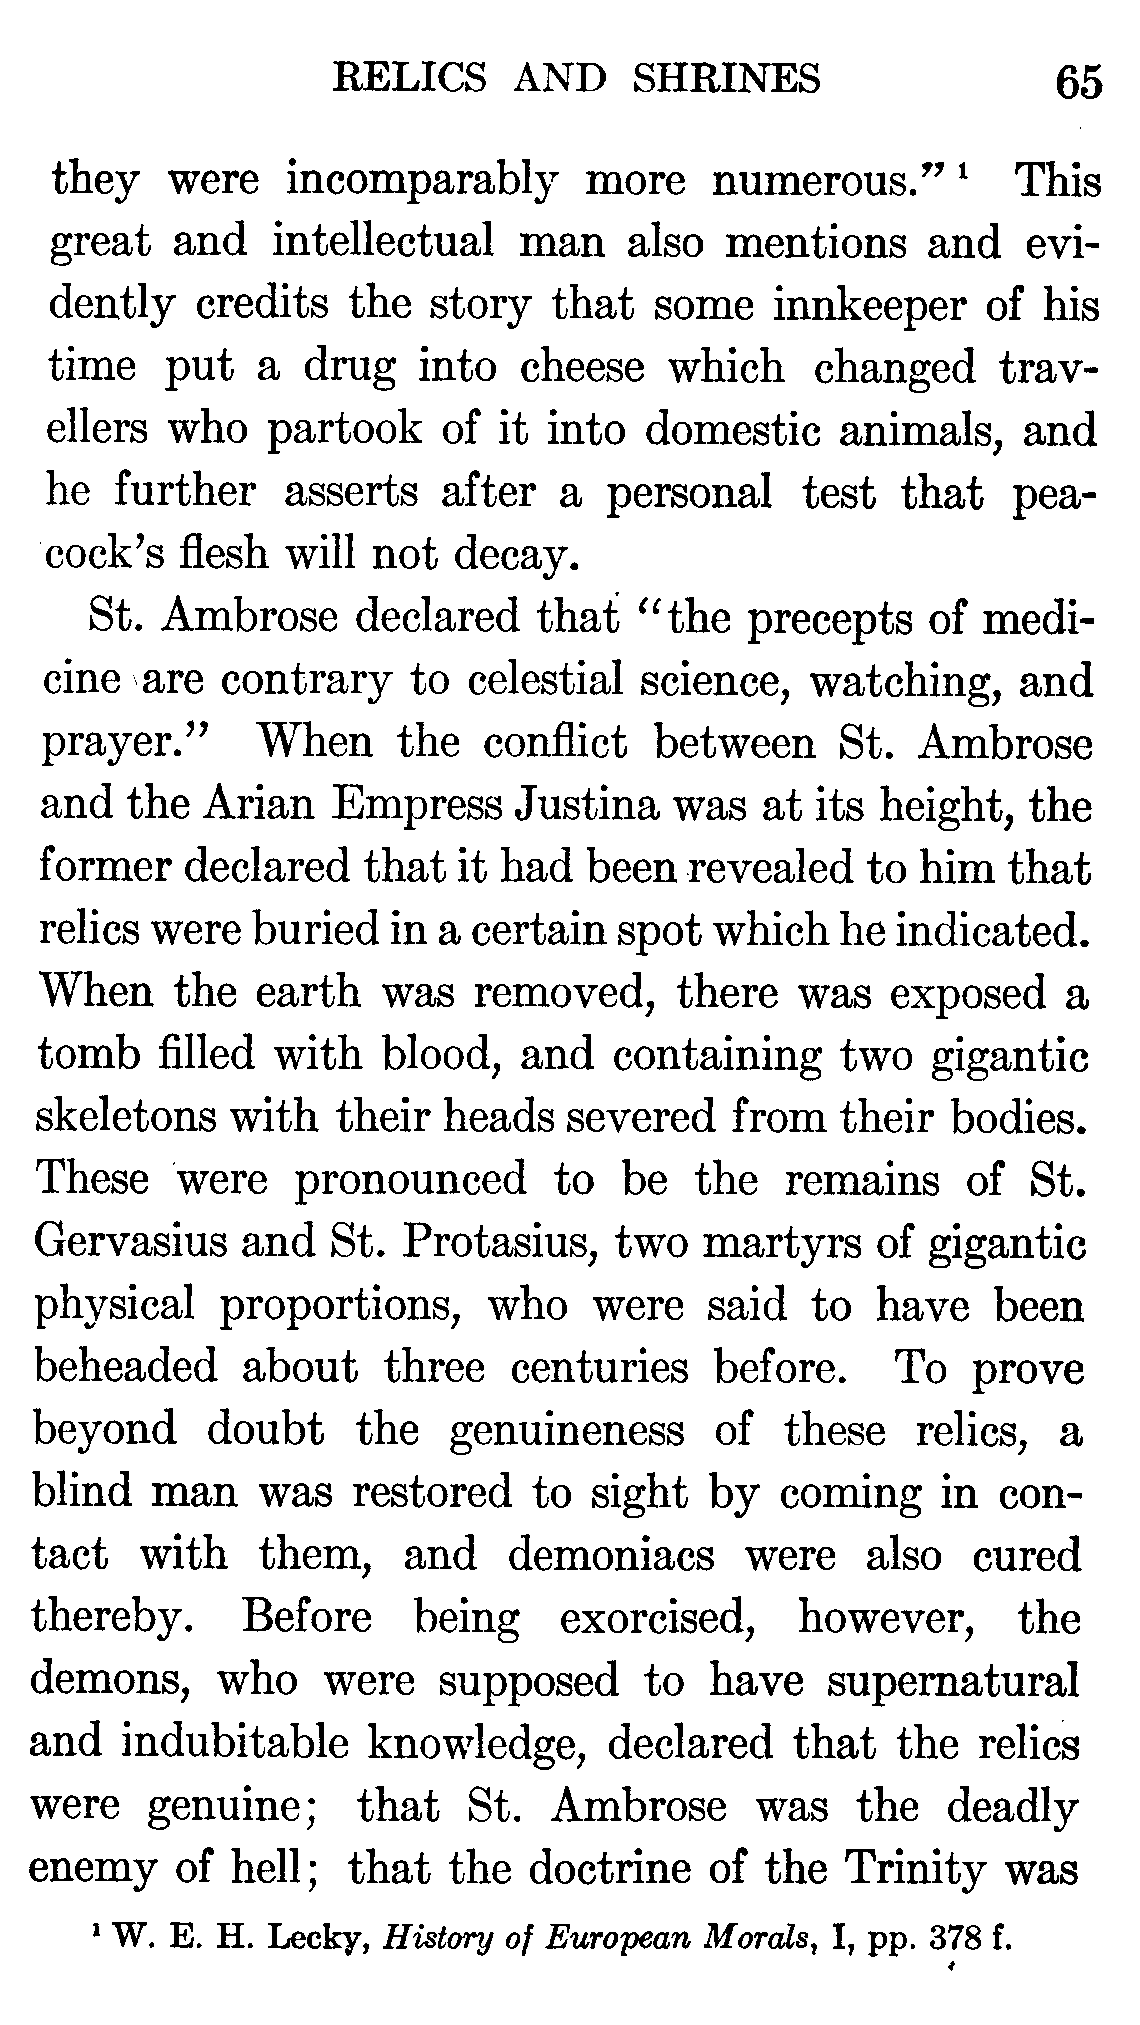 RELICS AND SHRINES 65
they were incomparably more numerous.” ¹ This
great and intellectual man also mentions and evi-
dently credits the story that some innkeeper of his
time put a drug into cheese which changed trav-
ellers who partook of it into domestic animals, and
he further asserts after a personal test that pea-
cock’s flesh will not decay.
St. Ambrose declared that “the precepts of medi-
cine are contrary to celestial science, watching, and
prayer.” When the conflict between St. Ambrose
and the Arian Empress Justina was at its height, the
former declared that it had been revealed to him that
relics were buried in a certain spot which he indicated.
When the earth was removed, there was exposed a
tomb filled with blood, and containing two gigantic
skeletons with their heads severed from their bodies.
These were pronounced to be the remains of St.
Gervasius and St. Protasius, two martyrs of gigantic
physical proportions, who were said to have been
beheaded about three centuries before. To prove
beyond doubt the genuineness of these relics, a
blind man was restored to sight by coming in con-
tact with them, and demoniacs were also cured
thereby. Before being exorcised, however, the
demons, who were supposed to have supernatural
and indubitable knowledge, declared that the relics
were genuine; that St. Ambrose was the deadly
enemy of hell; that the doctrine of the Trinity was
¹ W. E. H. Lecky, History of European Morals, I, pp. 378 f.